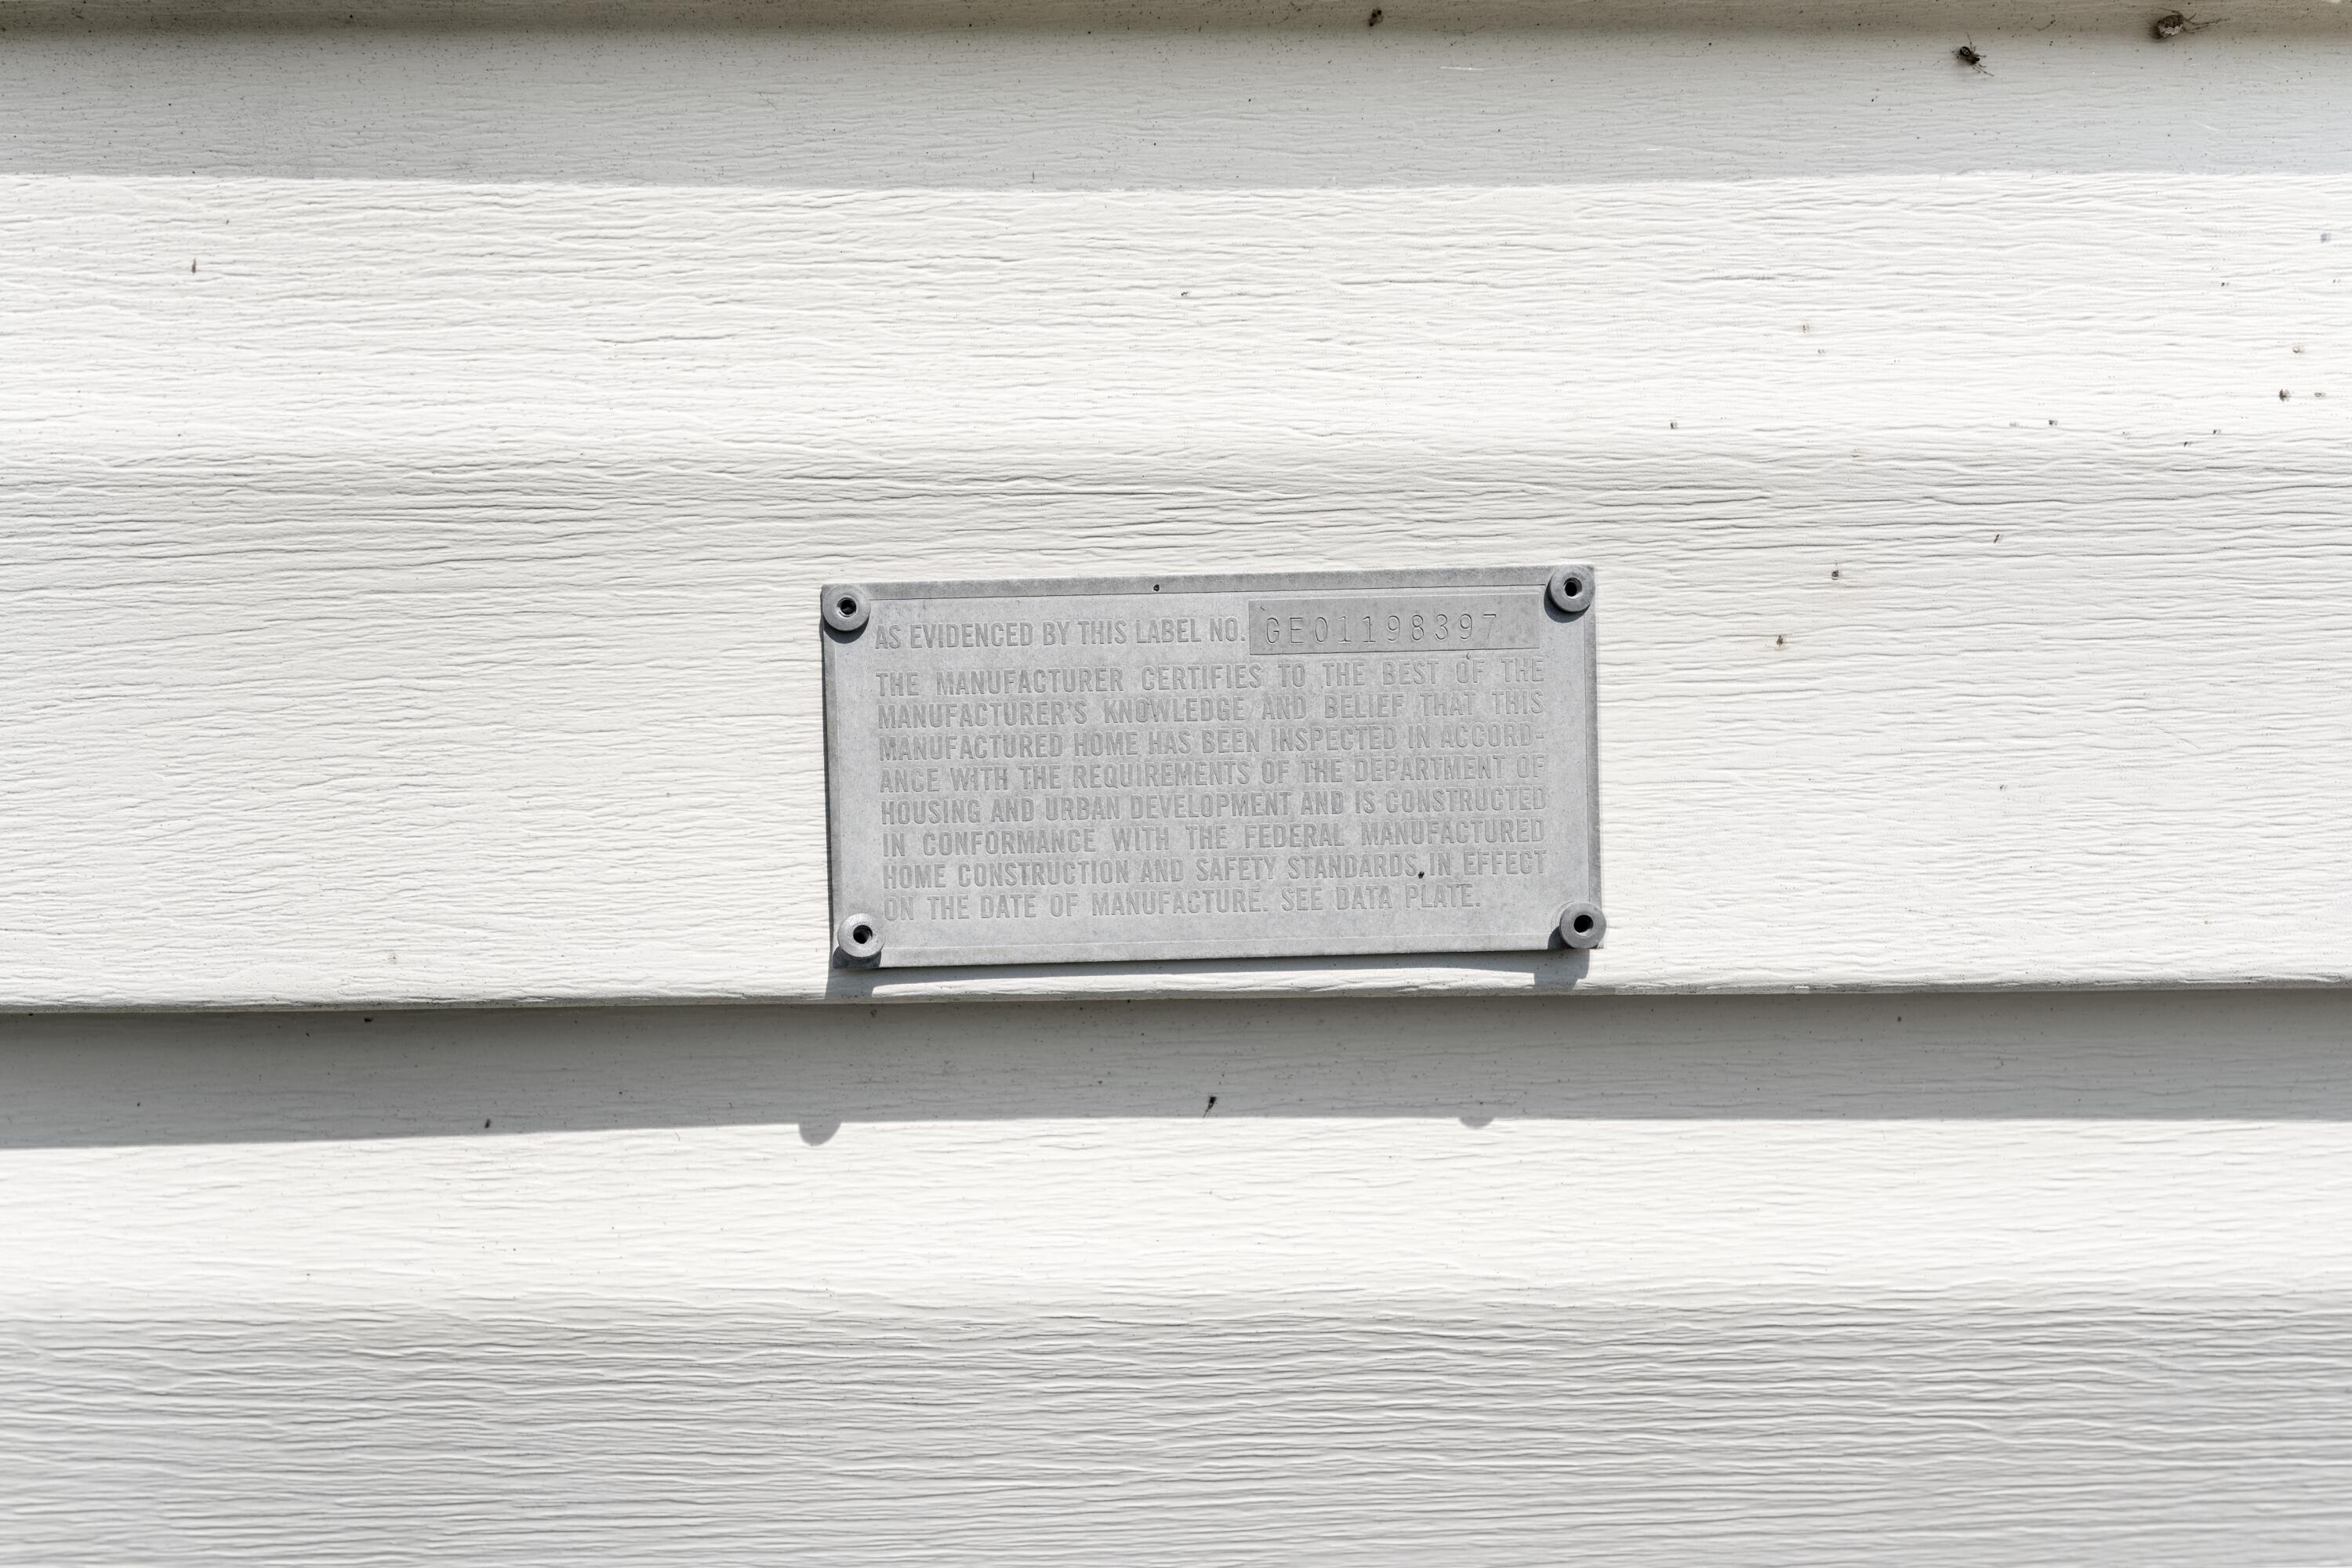 AS EVIDENCED BY THIS LABEL NO. GEO1198397
THE MANUFACTURER CERTIFIES TO THE BEST OF THE
MANUFACTURER'S KNOWLEDGE AND BELIEF THAT THIS
MANUFACTURED HOME HAS BEEN INSPECTED IN ACCORD-
ANCE WITH THE REQUIREMENTS OF THE DEPARTMENT OF
HOUSING AND URBAN DEVELOPMENT AND IS CONSTRUCTED
IN CONFORMANCE WITH THE FEDERAL MANUFACTURED
HOME CONSTRUCTION AND SAFETY STANDARDS IN EFFECT
ON THE DATE OF MANUFACTURE. SEE DATA PLATE.